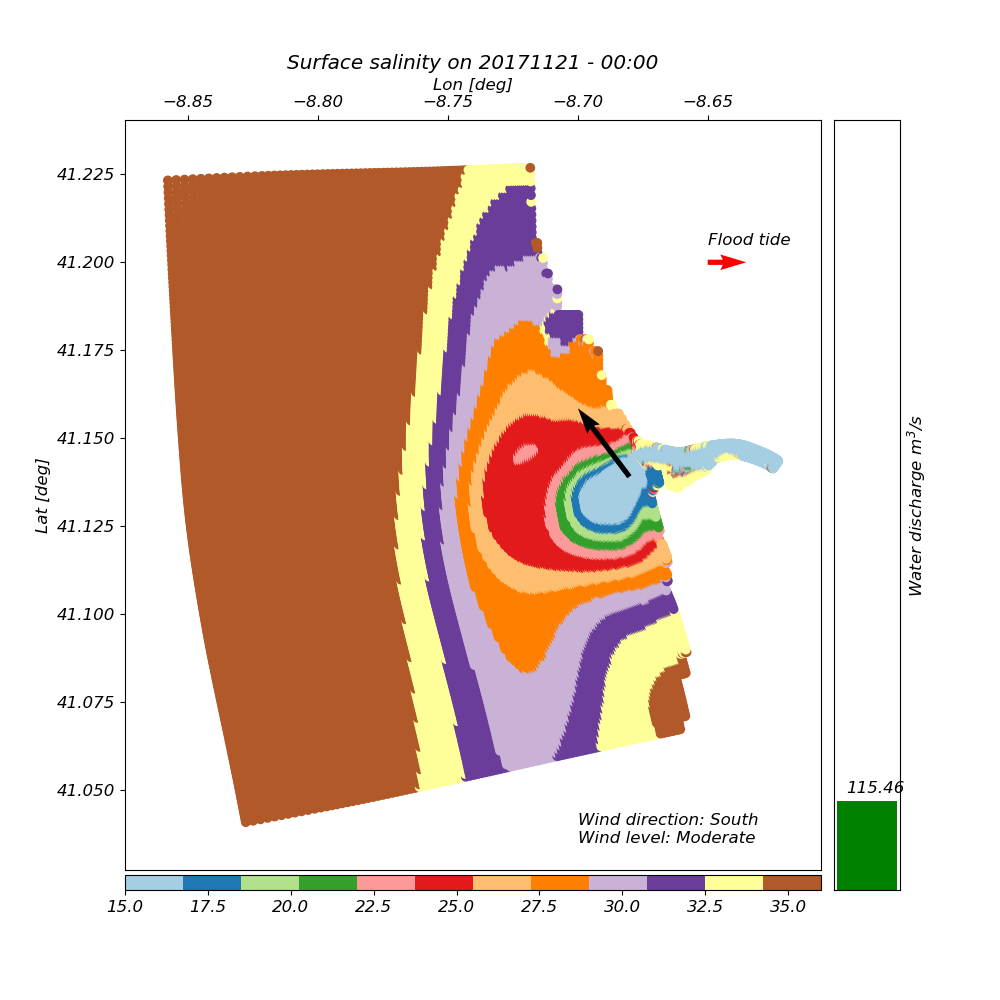 Surface salinity on 20171121 - 00:00
Lon [deg]
−8.85 −8.80 −8.75 −8.70 −8.65
41.225
41.200
41.175
41.150
41.125
41.100
41.075
41.050
Lat [deg]
Flood tide
Wind direction: South
Wind level: Moderate
15.0 17.5 20.0 22.5 25.0 27.5 30.0 32.5 35.0
115.46
Water discharge m³/s